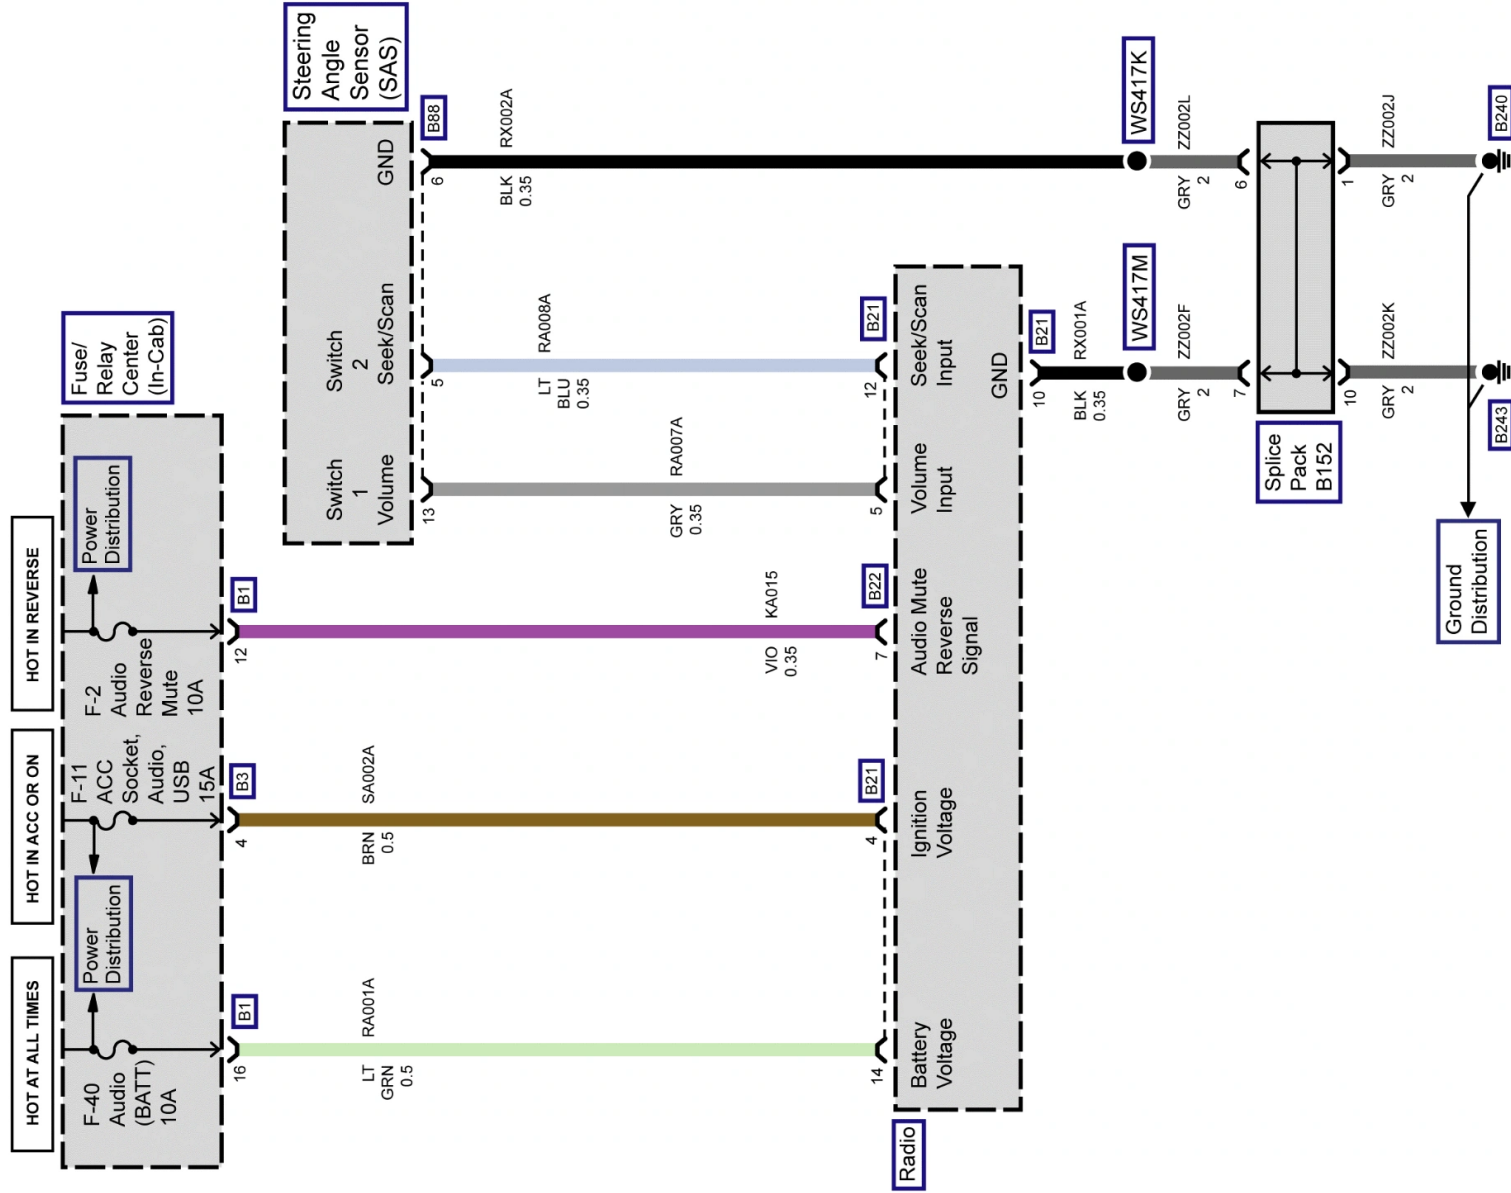 HOT AT ALL TIMES
HOT IN ACC OR ON
HOT IN REVERSE
Fuse/
Relay
Center
(In-Cab)
F-40
Audio
(BATT)
10A
Power
Distribution
F-11
ACC
Socket,
Audio,
USB
15A
F-2
Audio
Reverse
Mute
10A
Power
Distribution
16
B1
4
B3
12
B1
Steering
Angle
Sensor
(SAS)
Switch
1
Volume
Switch
2
Seek/Scan
GND
13
5
6
B88
LT
GRN
0.5
RA001A
BRN
0.5
SA002A
VIO
0.35
KA015
GRY
0.35
RA007A
LT
BLU
0.35
RA008A
BLK
0.35
RX002A
14
4
B21
7
B22
5
12
B21
Radio
Battery
Voltage
Ignition
Voltage
Audio Mute
Reverse
Signal
Volume
Input
Seek/Scan
Input
GND
10
B21
BLK
0.35
RX001A
WS417M
WS417K
GRY
2
ZZ002F
GRY
2
ZZ002L
7
6
Splice
Pack
B152
10
1
GRY
2
ZZ002K
GRY
2
ZZ002J
Ground
Distribution
B243
B240